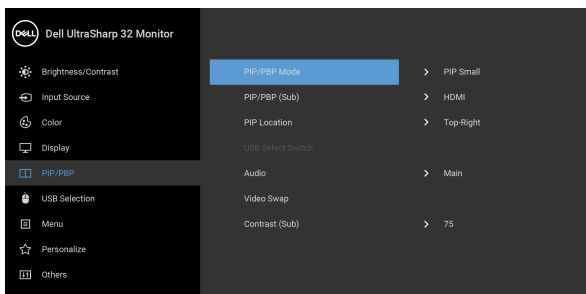 DELL Dell UltraSharp 32 Monitor
Brightness/Contrast
Input Source
Color
Display
PIP/PBP
USB Selection
Menu
Personalize
Others
PIP/PBP Mode > PIP Small
PIP/PBP (Sub) > HDMI
PIP Location > Top-Right
USB Select Switch
Audio > Main
Video Swap
Contrast (Sub) > 75